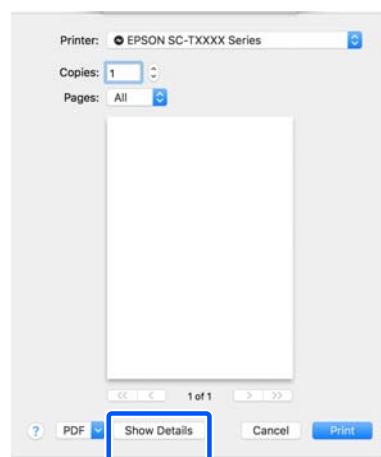 Printer: EPSON SC-TXXXX Series
Copies: 1
Pages: All
<< < 1 of 1 > >>
? PDF Show Details Cancel Print